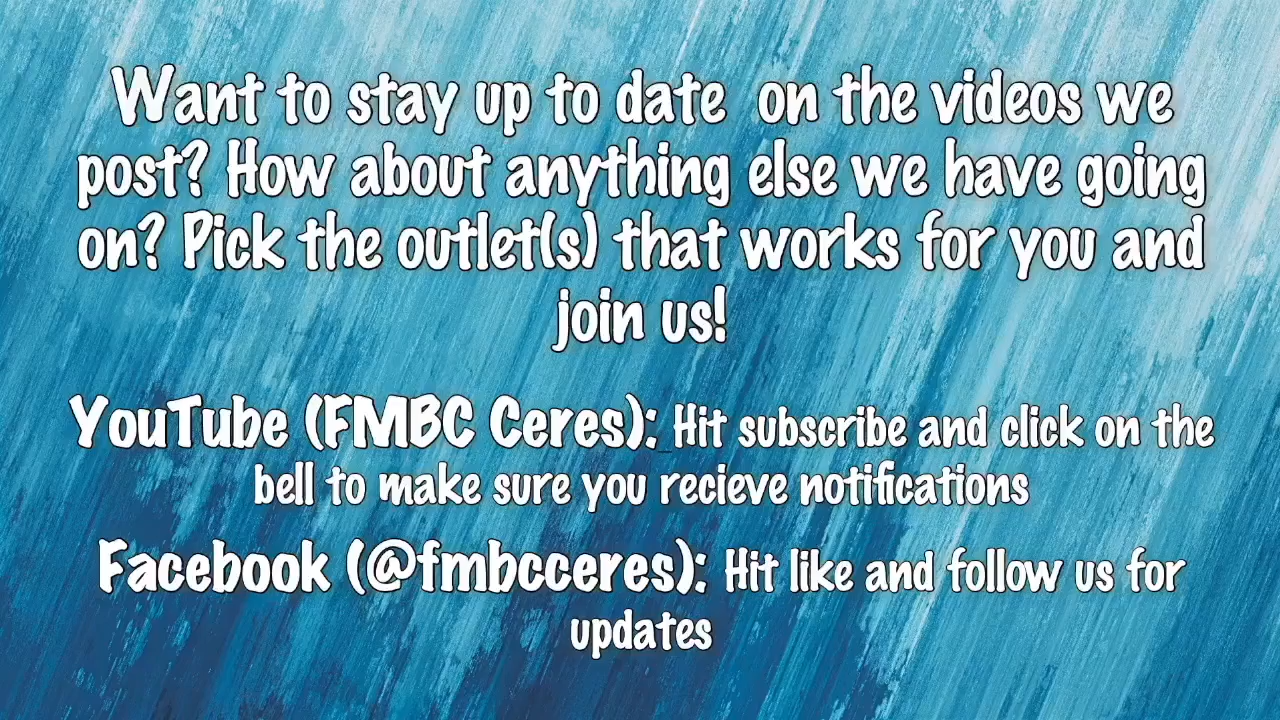 Want to stay up to date on the videos we
post? How about anything else we have going
on? Pick the outlet(s) that works for you and
join us!
YouTube (FMBC Ceres): Hit subscribe and click on the
bell to make sure you recieve notifications
Facebook (@fmbcceres): Hit like and follow us for
updates